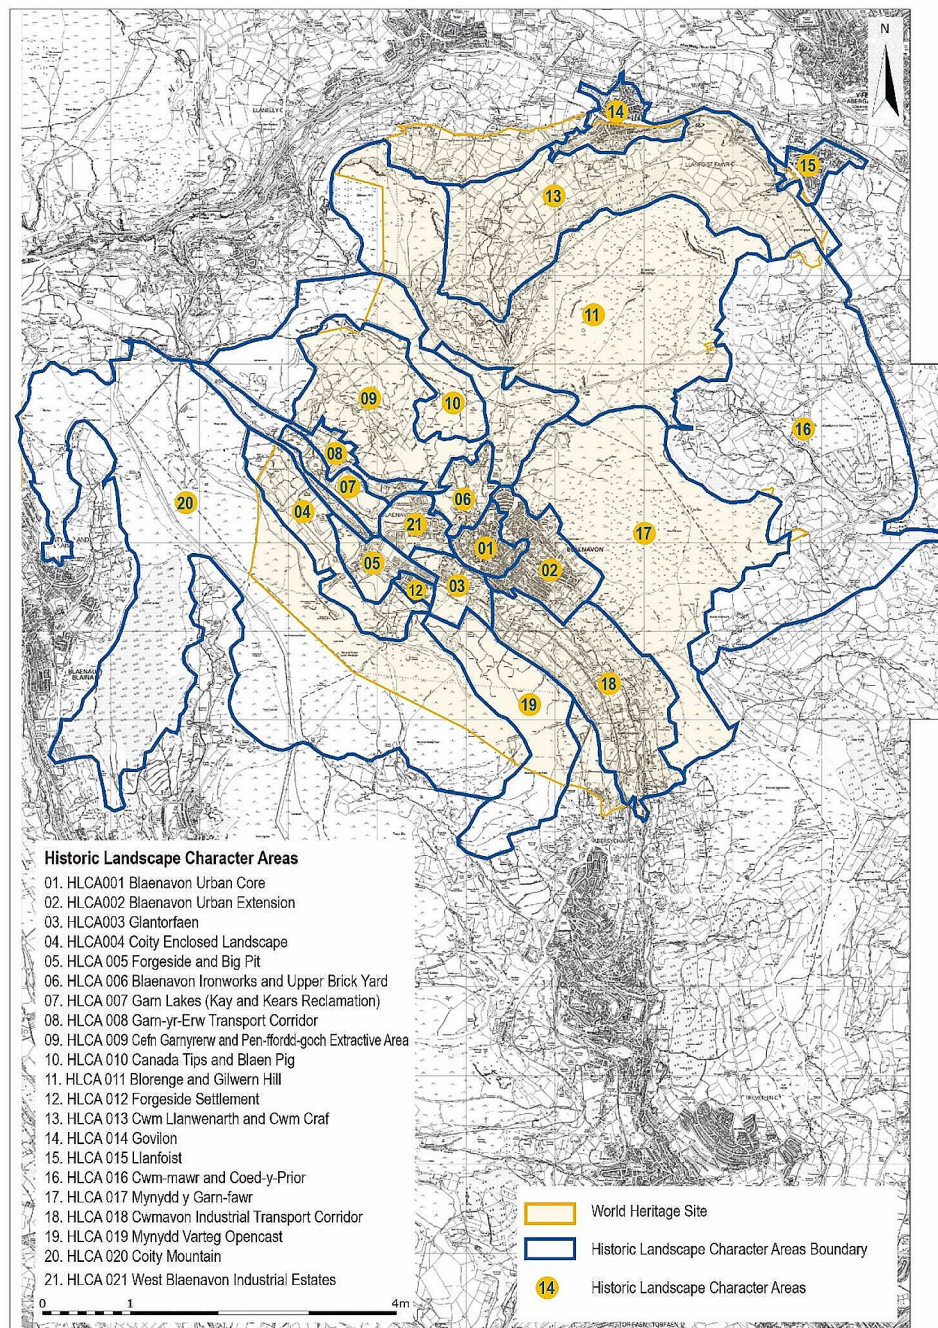 N
LLANELLY C
14
15
LLANFOIST FAWR C
13
11
09
10
16
08
07
06
20
04
21
17
01
05
02
12
03
BLAENAVON
18
BLAINA
19
ABERSYCHAN C
Historic Landscape Character Areas
01. HLCA001 Blaenavon Urban Core
02. HLCA002 Blaenavon Urban Extension
03. HLCA003 Glantorfaen
04. HLCA004 Coity Enclosed Landscape
05. HLCA 005 Forgeside and Big Pit
06. HLCA 006 Blaenavon Ironworks and Upper Brick Yard
07. HLCA 007 Garn Lakes (Kay and Kears Reclamation)
08. HLCA 008 Garn-yr-Erw Transport Corridor
09. HLCA 009 Cefn Garnyrerw and Pen-ffordd-goch Extractive Area
10. HLCA 010 Canada Tips and Blaen Pig
11. HLCA 011 Blorenge and Gilwern Hill
12. HLCA 012 Forgeside Settlement
13. HLCA 013 Cwm Llanwenarth and Cwm Craf
14. HLCA 014 Govilon
15. HLCA 015 Llanfoist
16. HLCA 016 Cwm-mawr and Coed-y-Prior
17. HLCA 017 Mynydd y Garn-fawr
18. HLCA 018 Cwmavon Industrial Transport Corridor
19. HLCA 019 Mynydd Varteg Opencast
20. HLCA 020 Coity Mountain
21. HLCA 021 West Blaenavon Industrial Estates
0 1 4m
World Heritage Site
Historic Landscape Character Areas Boundary
14 Historic Landscape Character Areas